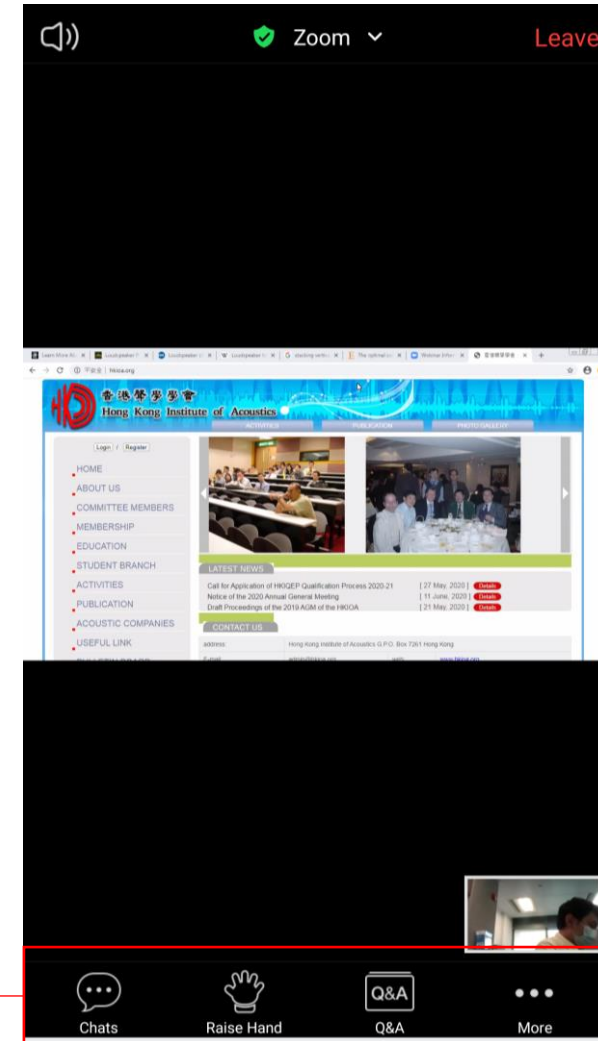 Zoom
Leave
hkioa.org
香港聲學學會
Hong Kong Institute of Acoustics
ACTIVITIES PUBLICATION PHOTO GALLERY
Login / Register
HOME
ABOUT US
COMMITTEE MEMBERS
MEMBERSHIP
EDUCATION
STUDENT BRANCH
ACTIVITIES
PUBLICATION
ACOUSTIC COMPANIES
USEFUL LINK
LATEST NEWS
Call for Application of HKIQEP Qualification Process 2020-21 [ 27 May, 2020 ] Details
Notice of the 2020 Annual General Meeting [ 11 June, 2020 ] Details
Draft Proceedings of the 2019 AGM of the HKIOA [ 21 May, 2020 ] Details
CONTACT US
address Hong Kong Institute of Acoustics G.P.O. Box 7261 Hong Kong
Chats Raise Hand Q&A More